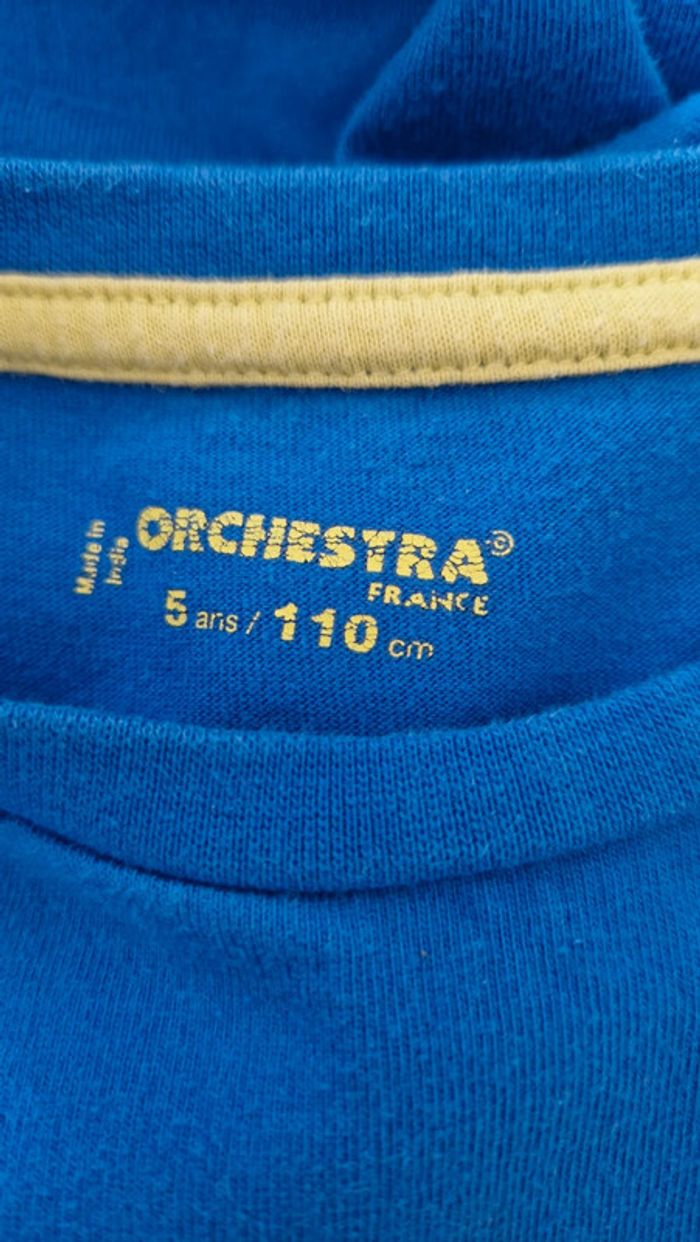 Made in
India
ORCHESTRA©
FRANCE
5 ans / 110 cm